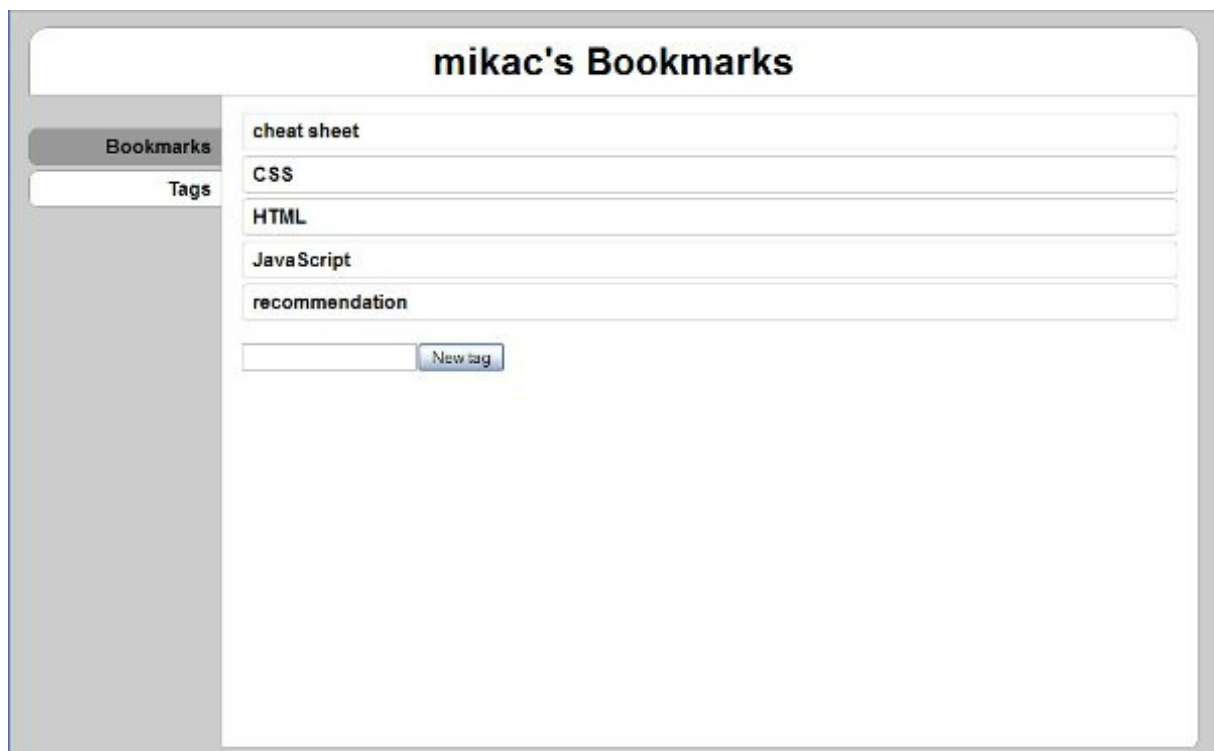 mikac's Bookmarks
Bookmarks
Tags
cheat sheet
CSS
HTML
JavaScript
recommendation
New tag